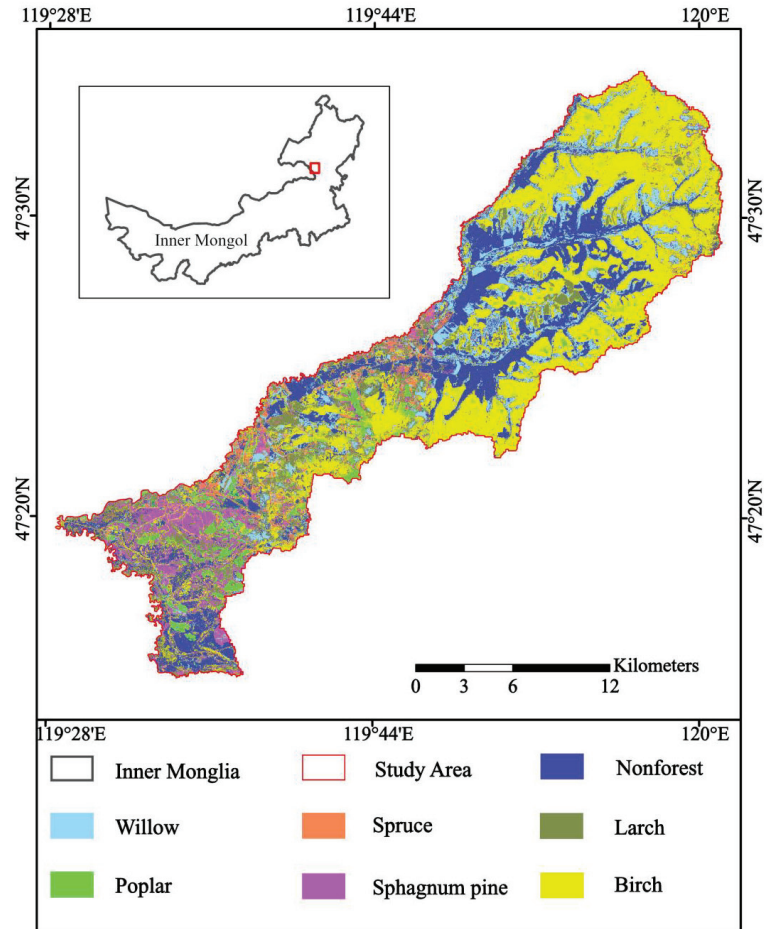 119°28′E 119°44′E 120°E
47°30′N 47°30′N
Inner Mongol
47°20′N 47°20′N
Kilometers
0 3 6 12
119°28′E 119°44′E 120°E
Inner Monglia Study Area Nonforest
Willow Spruce Larch
Poplar Sphagnum pine Birch